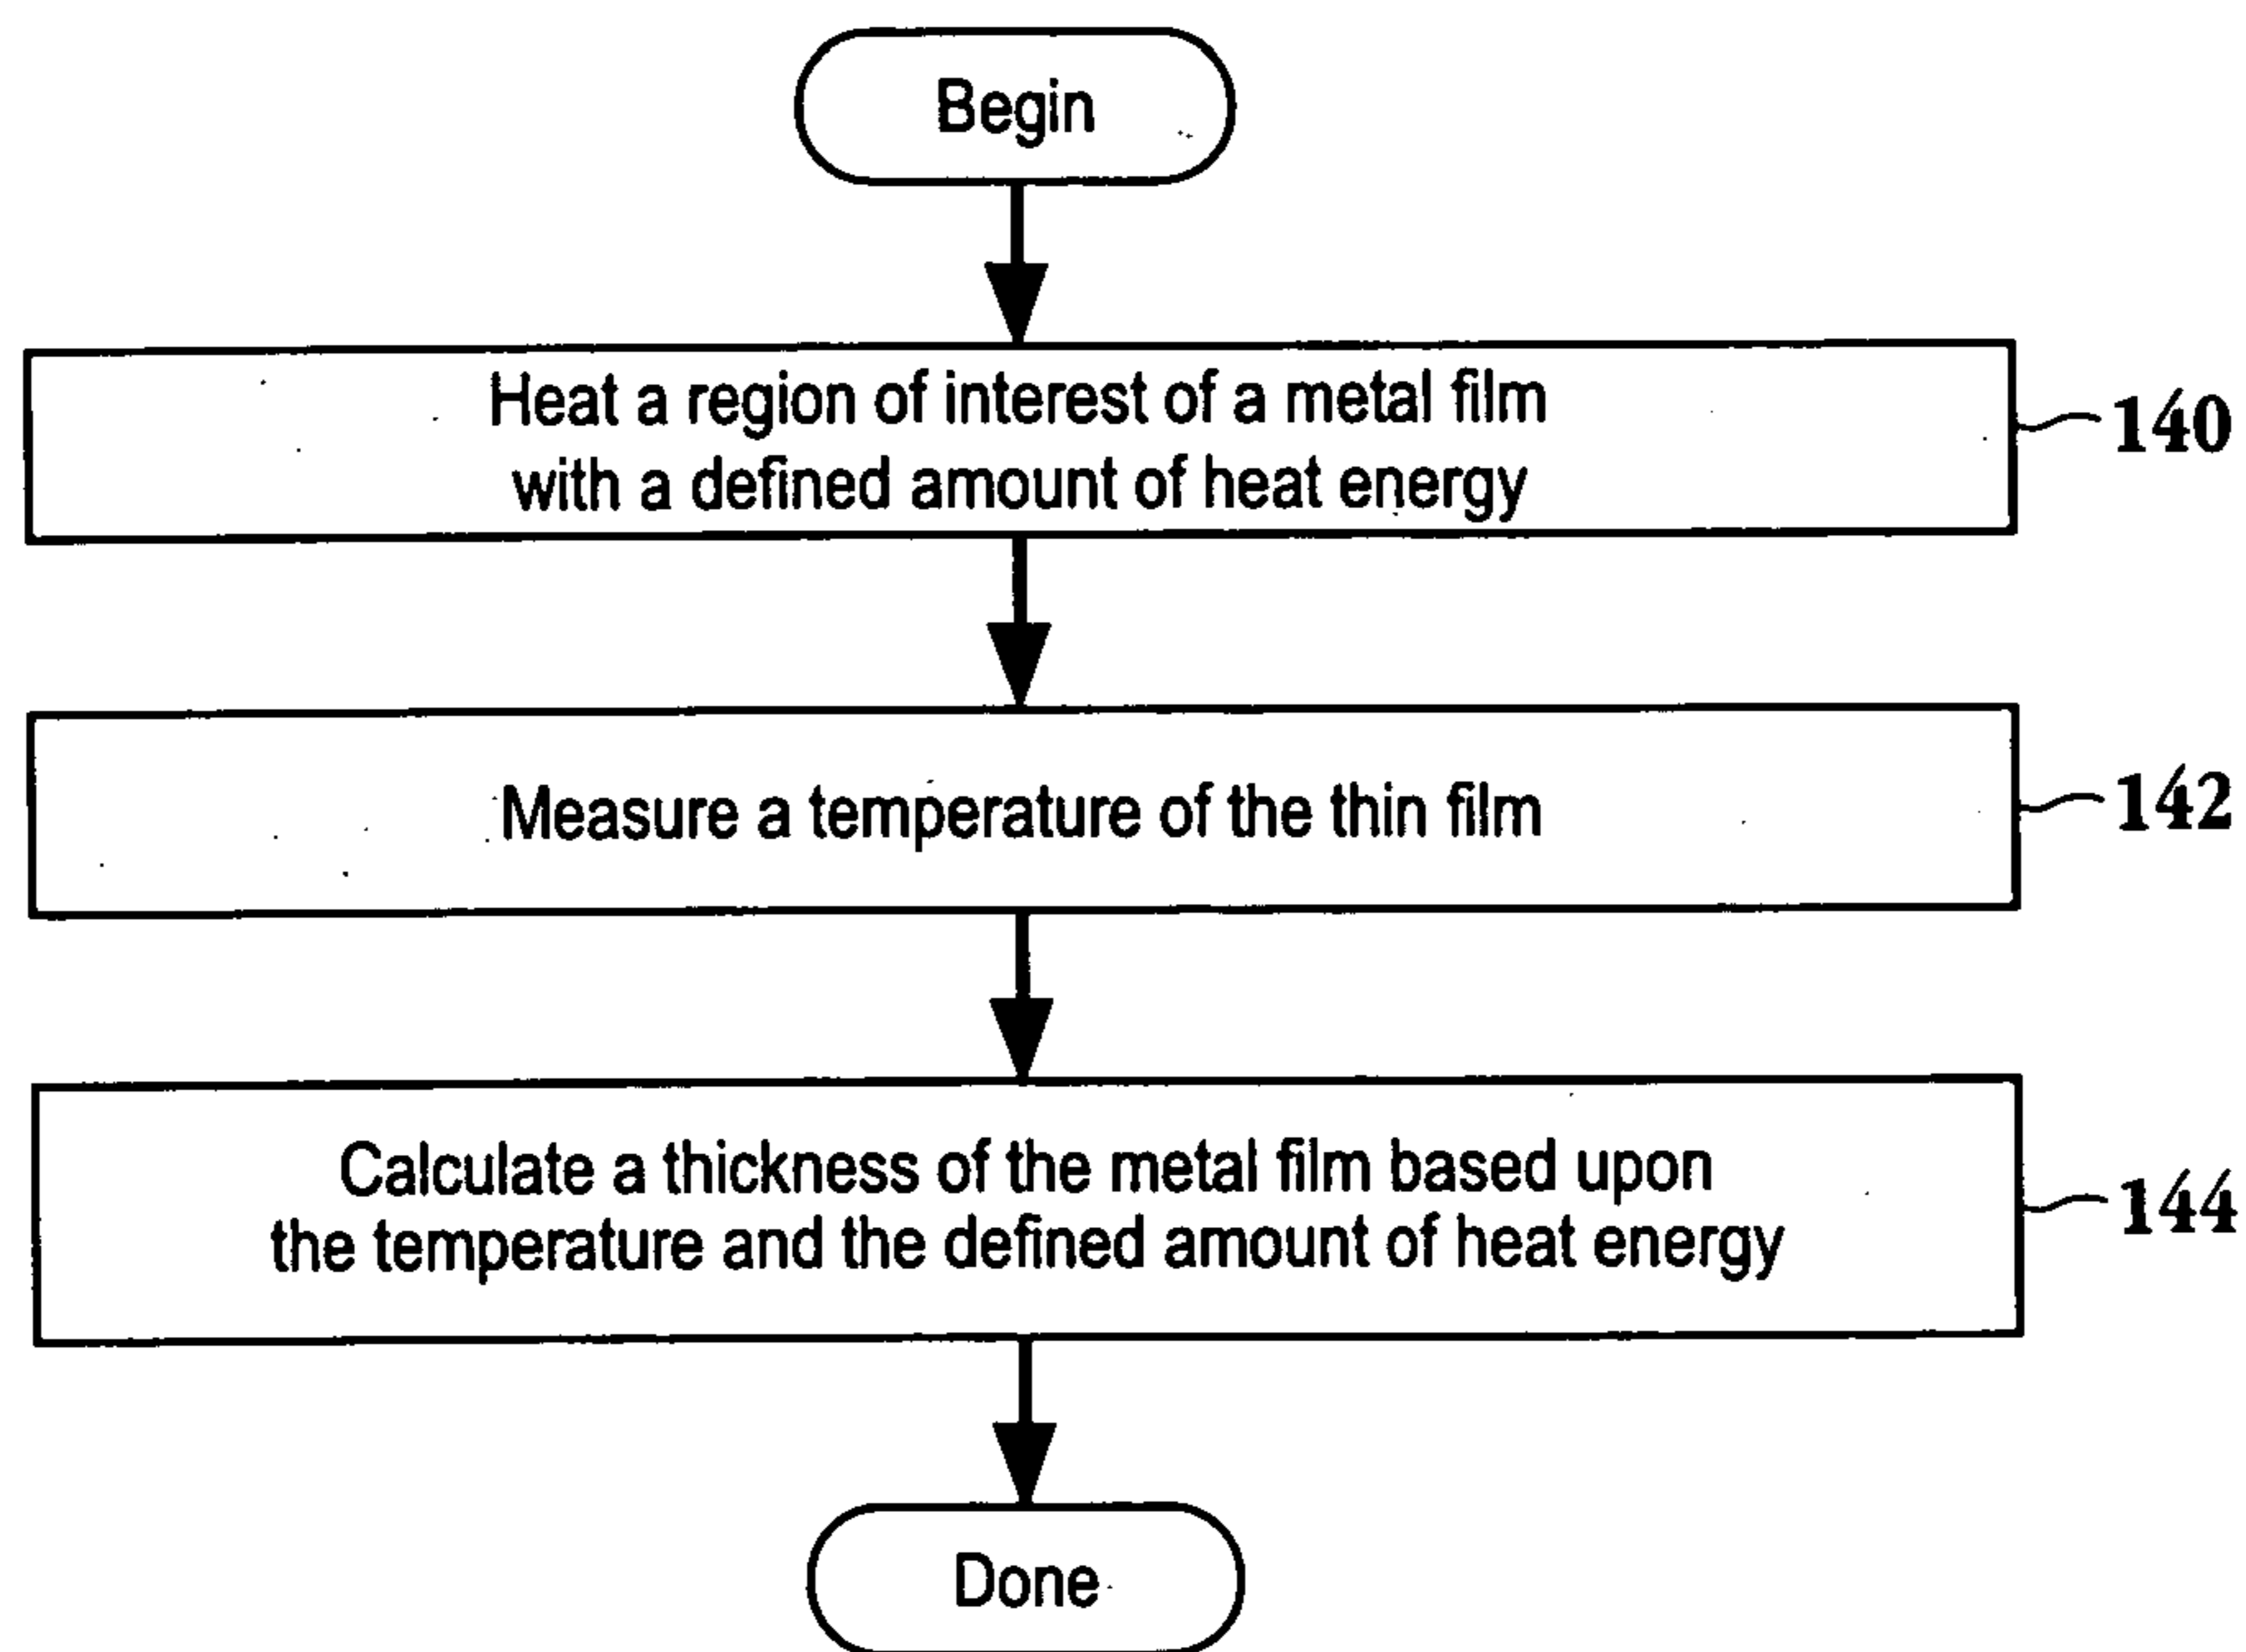 Begin
Heat a region of interest of a metal film
with a defined amount of heat energy
140
Measure a temperature of the thin film
142
Calculate a thickness of the metal film based upon
the temperature and the defined amount of heat energy
144
Done